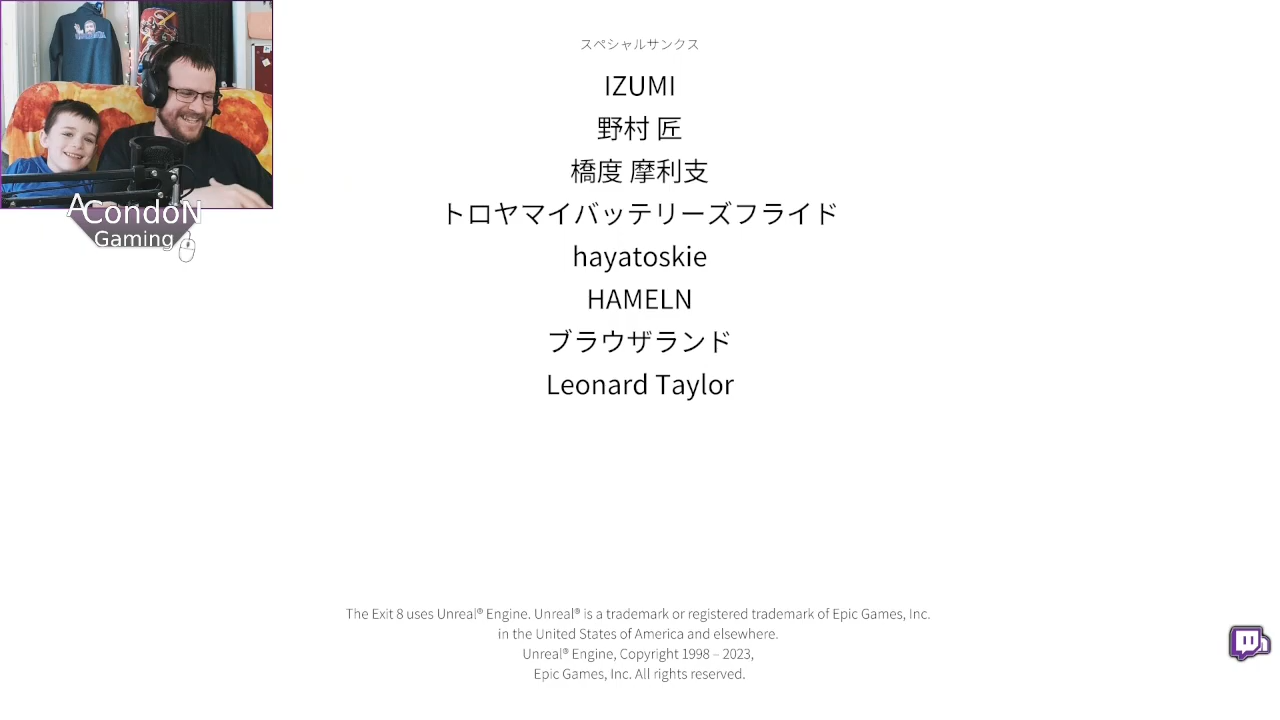 スペシャルサンクス
IZUMI
野村 匠
橋度 摩利支
トロヤマイバッテリーズフライド
hayatoskie
HAMELN
ブラウザランド
Leonard Taylor
ACondoN
Gaming
The Exit 8 uses Unreal® Engine. Unreal® is a trademark or registered trademark of Epic Games, Inc.
in the United States of America and elsewhere.
Unreal® Engine, Copyright 1998 – 2023,
Epic Games, Inc. All rights reserved.